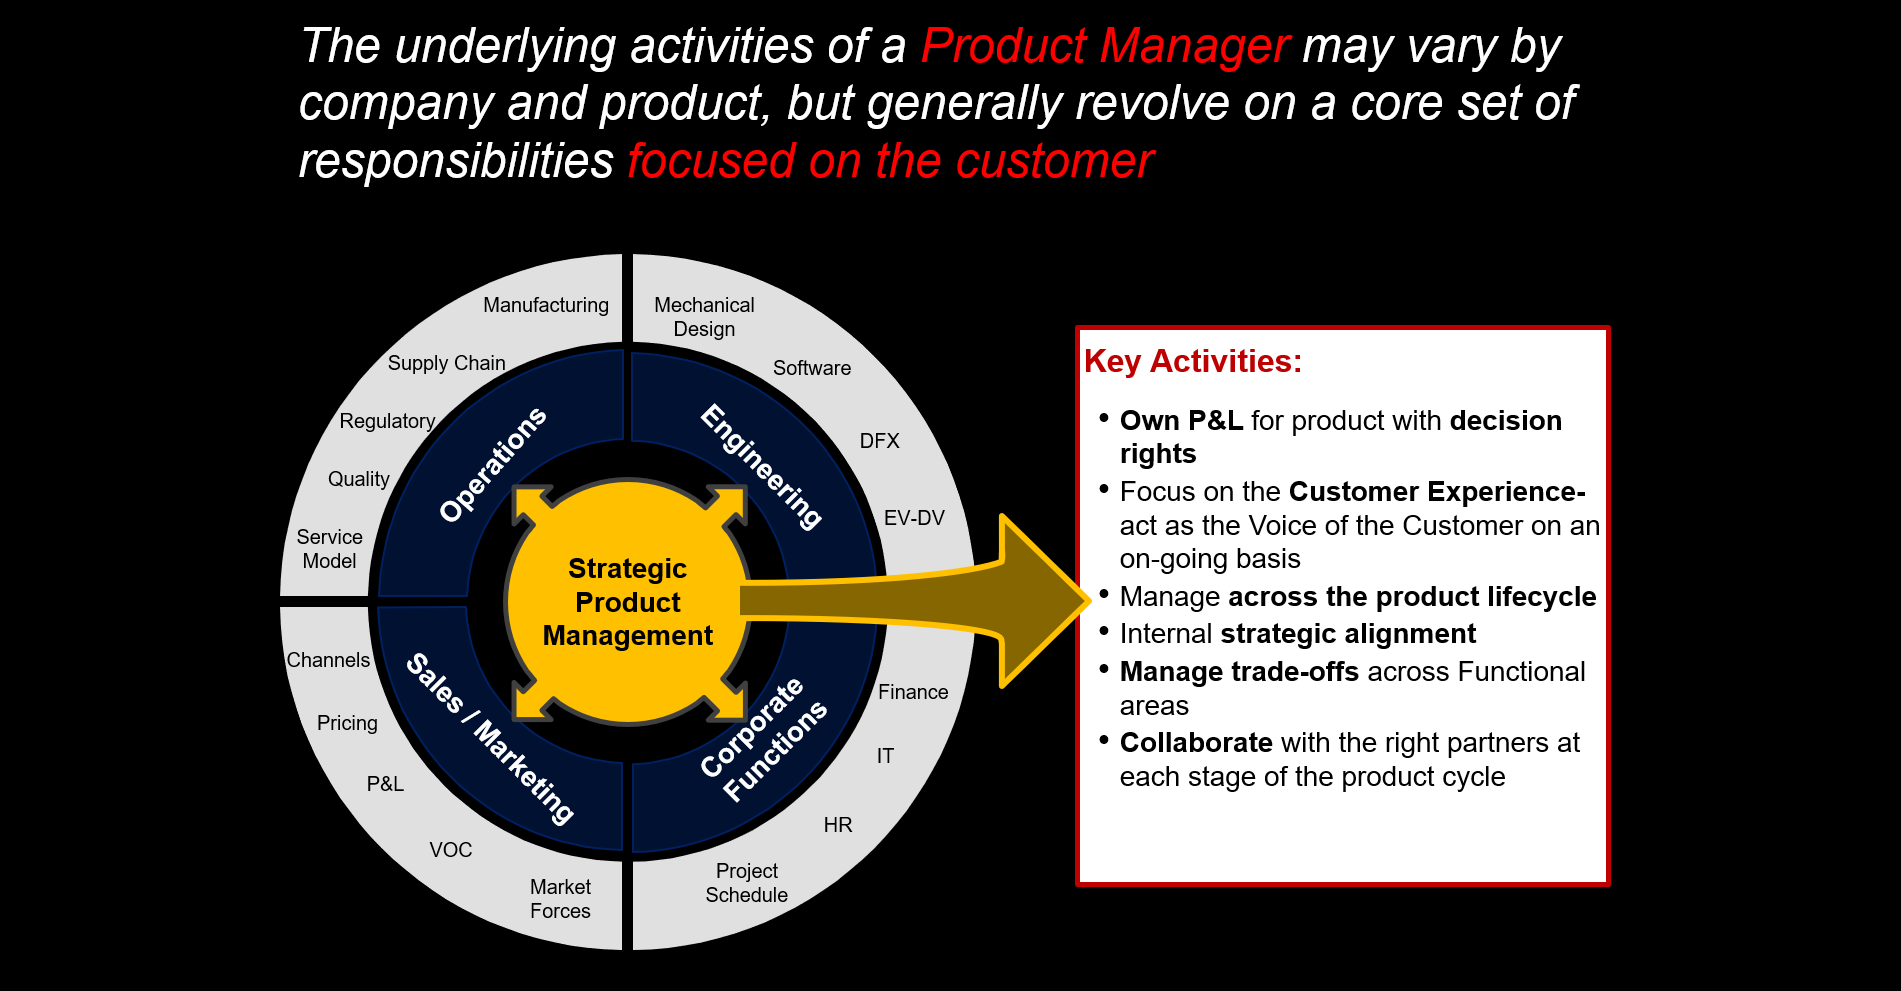 The underlying activities of a Product Manager may vary by
company and product, but generally revolve on a core set of
responsibilities focused on the customer
Manufacturing
Supply Chain
Regulatory
Quality
Service
Model
Operations
Mechanical
Design
Software
DFX
EV-DV
Engineering
Strategic
Product
Management
Channels
Pricing
P&L
VOC
Market
Forces
Sales / Marketing
Corporate
Functions
Finance
IT
HR
Project
Schedule
Key Activities:
• Own P&L for product with decision
rights
• Focus on the Customer Experience-
act as the Voice of the Customer on an
on-going basis
• Manage across the product lifecycle
• Internal strategic alignment
• Manage trade-offs across Functional
areas
• Collaborate with the right partners at
each stage of the product cycle